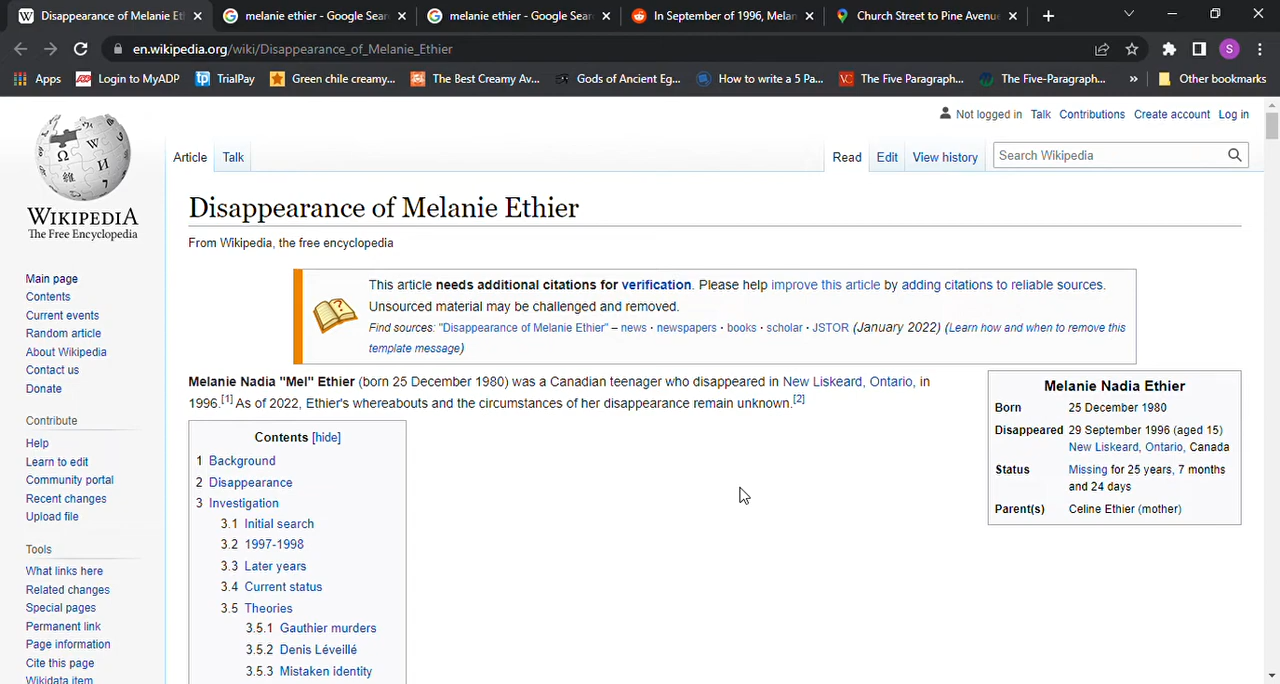 Disappearance of Melanie Et
melanie ethier - Google Sear
melanie ethier - Google Sear
In September of 1996, Melan
Church Street to Pine Avenue
en.wikipedia.org/wiki/Disappearance_of_Melanie_Ethier
S
Apps
Login to MyADP
TrialPay
Green chile creamy...
The Best Creamy Av...
Gods of Ancient Eg...
How to write a 5 Pa...
The Five Paragraph...
The Five-Paragraph...
»
Other bookmarks
Not logged in Talk Contributions Create account Log in
Article Talk
Read Edit View history
Search Wikipedia
WIKIPEDIA
The Free Encyclopedia
Main page
Contents
Current events
Random article
About Wikipedia
Contact us
Donate
Contribute
Help
Learn to edit
Community portal
Recent changes
Upload file
Tools
What links here
Related changes
Special pages
Permanent link
Page information
Cite this page
Wikidata item
Disappearance of Melanie Ethier
From Wikipedia, the free encyclopedia
This article needs additional citations for verification. Please help improve this article by adding citations to reliable sources.
Unsourced material may be challenged and removed.
Find sources: "Disappearance of Melanie Ethier" – news · newspapers · books · scholar · JSTOR (January 2022) (Learn how and when to remove this
template message)
Melanie Nadia "Mel" Ethier (born 25 December 1980) was a Canadian teenager who disappeared in New Liskeard, Ontario, in
1996.[1] As of 2022, Ethier's whereabouts and the circumstances of her disappearance remain unknown.[2]
Contents [hide]
1 Background
2 Disappearance
3 Investigation
3.1 Initial search
3.2 1997-1998
3.3 Later years
3.4 Current status
3.5 Theories
3.5.1 Gauthier murders
3.5.2 Denis Léveillé
3.5.3 Mistaken identity
Melanie Nadia Ethier
Born 25 December 1980
Disappeared 29 September 1996 (aged 15)
New Liskeard, Ontario, Canada
Status Missing for 25 years, 7 months
and 24 days
Parent(s) Celine Ethier (mother)